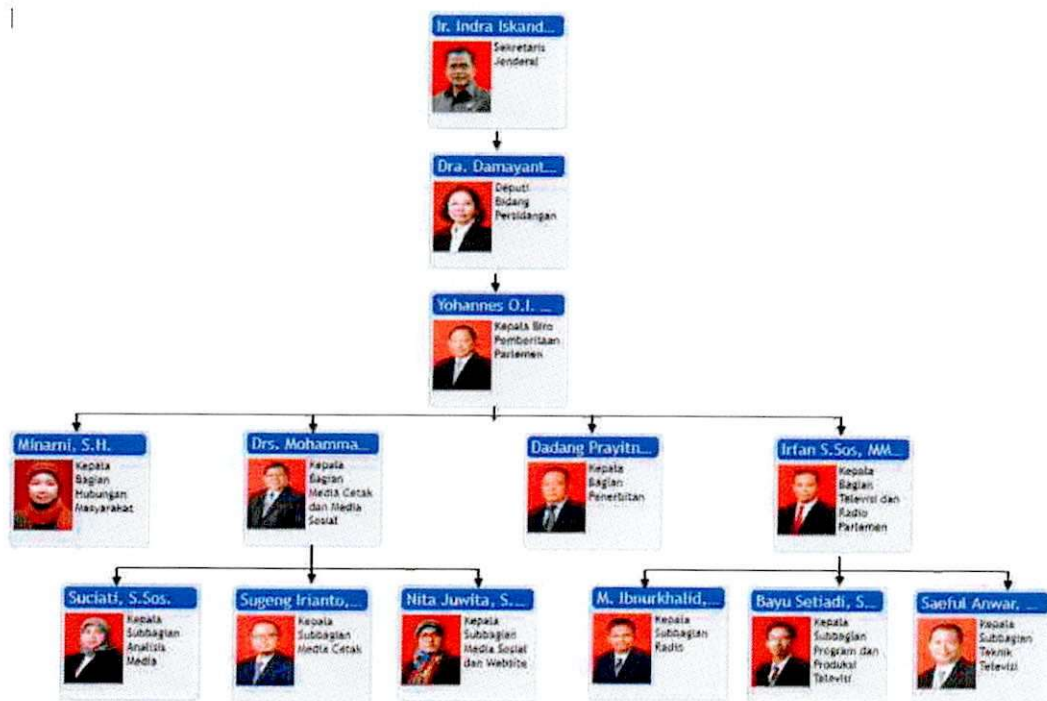 Ir. Indra Iskand...
Sekretaris
Jenderal
Dra. Damayant...
Deputi
Bidang
Persidangan
Yohannes O.I. ...
Kepala Biro
Pemberitaan
Parlemen
Minarni, S.H.
Kepala
Bagian
Hubungan
Masyarakat
Drs. Mohamma...
Kepala
Bagian
Media Cetak
dan Media
Sosial
Dadang Prayitn...
Kepala
Bagian
Penerbitan
Irfan S.Sos, MM...
Kepala
Bagian
Televisi dan
Radio
Parlemen
Suciati, S.Sos.
Kepala
Subbagian
Analisis
Media
Sugeng Irianto,...
Kepala
Subbagian
Media Cetak
Nita Juwita, S....
Kepala
Subbagian
Media Sosial
dan Website
M. Ibnurkhalid,...
Kepala
Subbagian
Radio
Bayu Setiadi, S....
Kepala
Subbagian
Program dan
Produksi
Televisi
Saeful Anwar, ...
Kepala
Subbagian
Teknik
Televisi